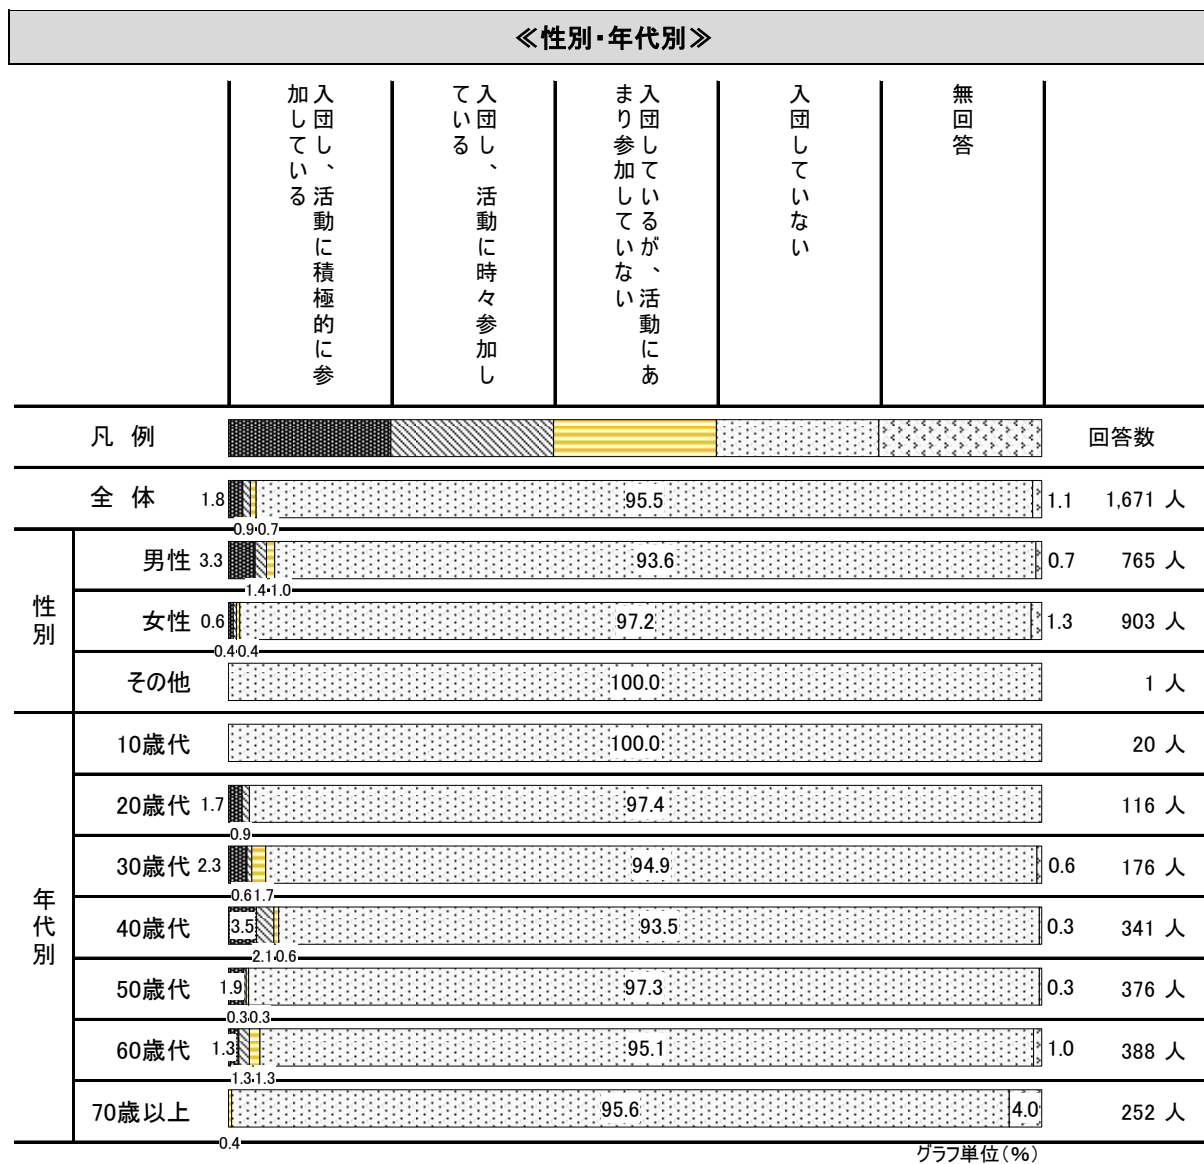 ≪性別・年代別≫
入団し、活動に積極的に参
加している
入団し、活動に時々参加し
ている
入団しているが、活動にあ
まり参加していない
入団していない
無回答
凡 例
回答数
全 体 1.8 95.5 1.1 1,671 人
0.9 0.7
性別
男性 3.3 93.6 0.7 765 人
1.4 1.0
女性 0.6 97.2 1.3 903 人
0.4 0.4
その他 100.0 1 人
年代別
10歳代 100.0 20 人
20歳代 1.7 97.4 116 人
0.9
30歳代 2.3 94.9 0.6 176 人
0.6 1.7
40歳代 3.5 93.5 0.3 341 人
2.1 0.6
50歳代 1.9 97.3 0.3 376 人
0.3 0.3
60歳代 1.3 95.1 1.0 388 人
1.3 1.3
70歳以上 95.6 4.0 252 人
0.4
グラフ単位（％）